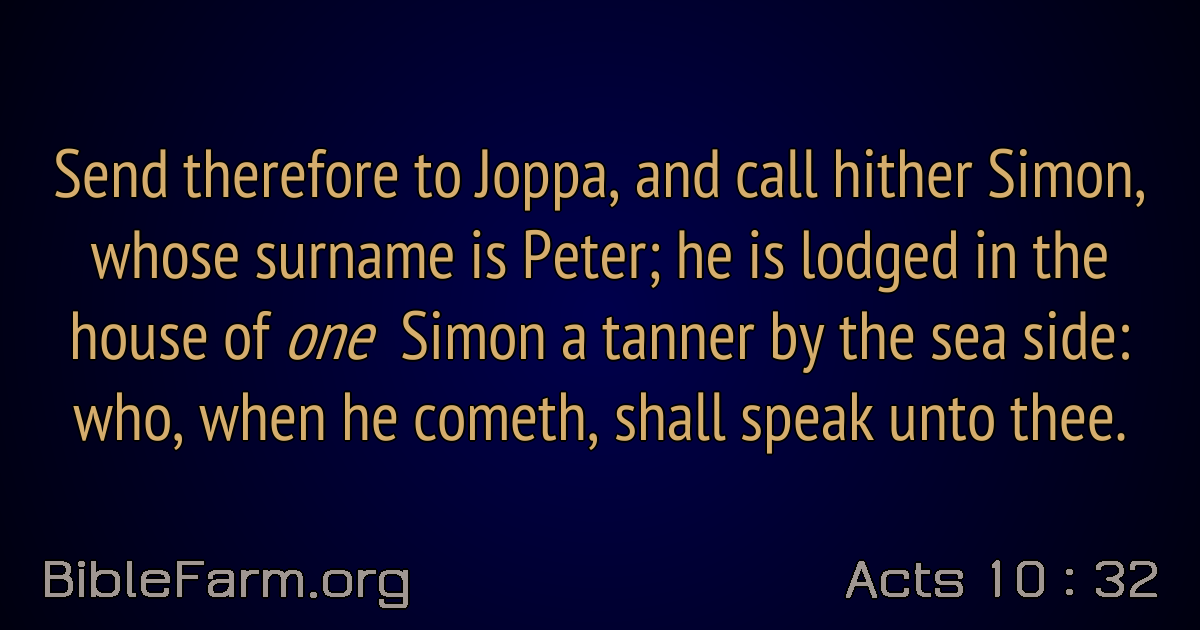 Send therefore to Joppa, and call hither Simon,
whose surname is Peter; he is lodged in the
house of one Simon a tanner by the sea side:
who, when he cometh, shall speak unto thee.
BibleFarm.org
Acts 10 : 32